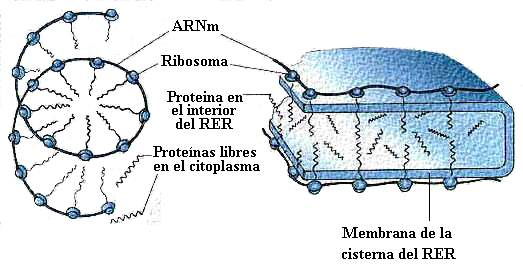 ARNm
Ribosoma
Proteína en
el interior
del RER
Proteínas libres
en el citoplasma
Membrana de la
cisterna del RER